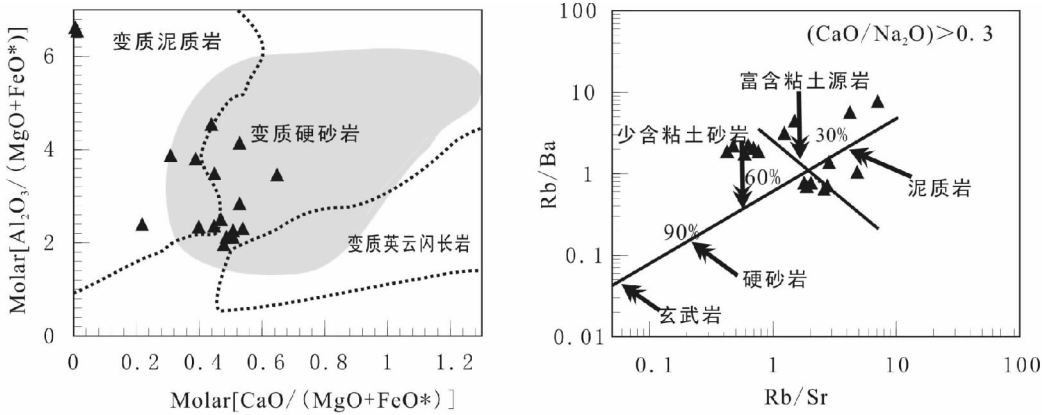 Molar[Al₂O₃/(MgO+FeO*)]
6
4
2
0
变质泥质岩
变质硬砂岩
变质英云闪长岩
0 0.2 0.4 0.6 0.8 1 1.2
Molar[CaO/(MgO+FeO*)]
Rb/Ba
100
10
1
0.1
0.01
(CaO/Na₂O)>0.3
富含粘土源岩
少含粘土砂岩
30%
60%
泥质岩
90%
硬砂岩
玄武岩
0.1 1 10 100
Rb/Sr